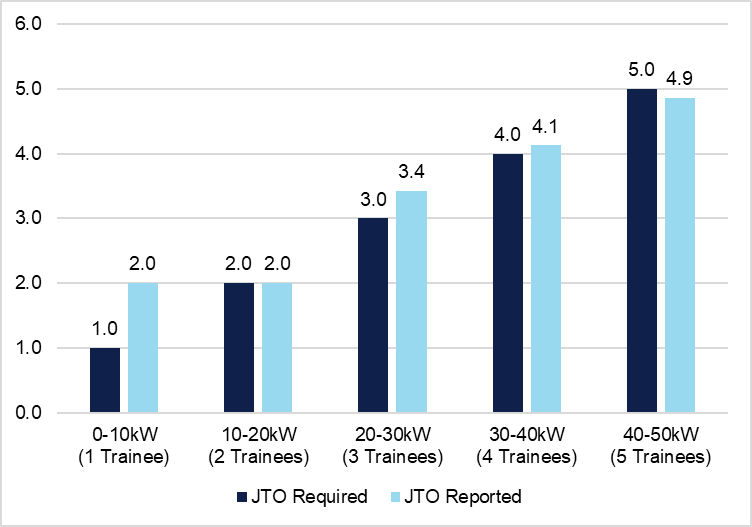 6.0
5.0
4.0
3.0
2.0
1.0
0.0
1.0
2.0
2.0
2.0
3.0
3.4
4.0
4.1
5.0
4.9
0-10kW
(1 Trainee)
10-20kW
(2 Trainees)
20-30kW
(3 Trainees)
30-40kW
(4 Trainees)
40-50kW
(5 Trainees)
JTO Required
JTO Reported